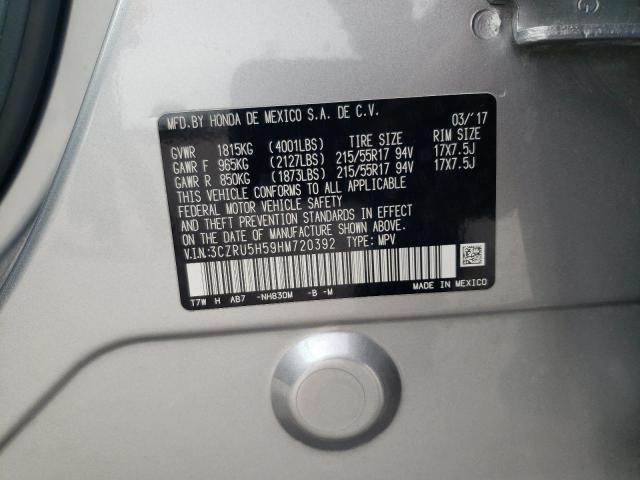 MFD.BY HONDA DE MEXICO S.A. DE C.V. 03/'17
GVWR 1815KG (4001LBS) TIRE SIZE RIM SIZE
GAWR F 965KG (2127LBS) 215/55R17 94V 17X7.5J
GAWR R 850KG (1873LBS) 215/55R17 94V 17X7.5J
THIS VEHICLE CONFORMS TO ALL APPLICABLE
FEDERAL MOTOR VEHICLE SAFETY
AND THEFT PREVENTION STANDARDS IN EFFECT
ON THE DATE OF MANUFACTURE SHOWN ABOVE.
V.I.N.:3CZRU5H59HM720392 TYPE: MPV
T7W H AB7 -NH830M -B -M MADE IN MEXICO